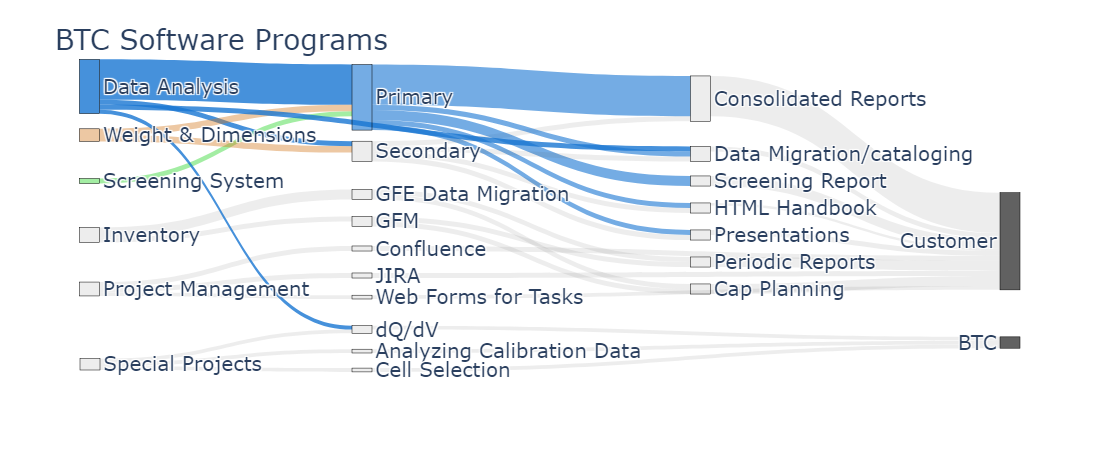 BTC Software Programs
Data Analysis
Weight & Dimensions
Screening System
Inventory
Project Management
Special Projects
Primary
Secondary
GFE Data Migration
GFM
Confluence
JIRA
Web Forms for Tasks
dQ/dV
Analyzing Calibration Data
Cell Selection
Consolidated Reports
Data Migration/cataloging
Screening Report
HTML Handbook
Presentations
Periodic Reports
Cap Planning
Customer
BTC